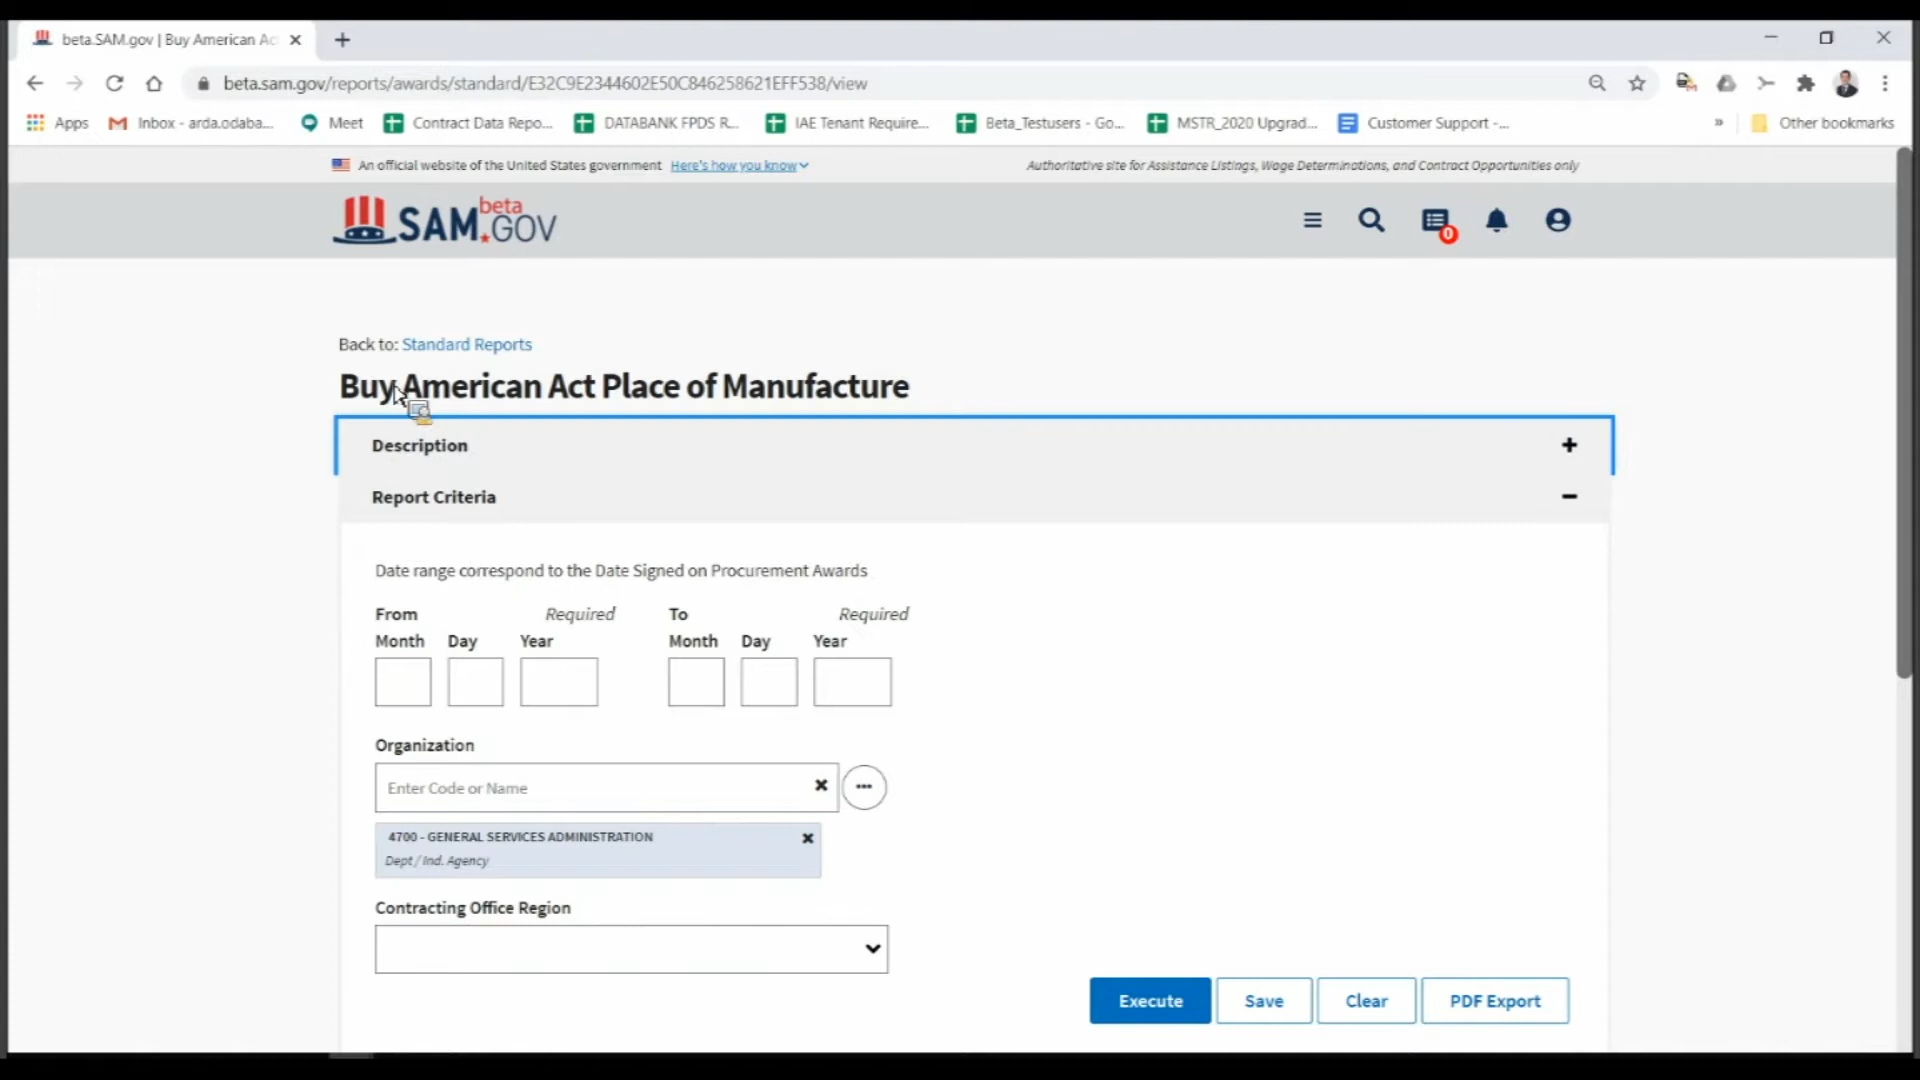 beta.SAM.gov | Buy American Ac
beta.sam.gov/reports/awards/standard/E32C9E2344602E50C846258621EFF538/view
Apps
Inbox - arda.odaba...
Meet
Contract Data Repo...
DATABANK FPDS R...
IAE Tenant Require...
Beta_Testusers - Go...
MSTR_2020 Upgrad...
Customer Support -...
»
Other bookmarks
An official website of the United States government Here's how you know
Authoritative site for Assistance Listings, Wage Determinations, and Contract Opportunities only
SAM.GOV beta
0
Back to: Standard Reports
Buy American Act Place of Manufacture
Description
Report Criteria
Date range correspond to the Date Signed on Procurement Awards
From Required To Required
Month Day Year Month Day Year
Organization
Enter Code or Name
4700 - GENERAL SERVICES ADMINISTRATION
Dept / Ind. Agency
Contracting Office Region
Execute Save Clear PDF Export